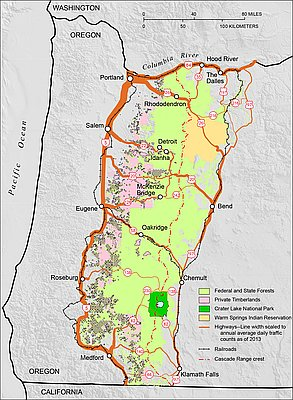 0 40 80 MILES
0 50 100 KILOMETERS
WASHINGTON
OREGON
Columbia River
Hood River
Portland
The
Dalles
Rhododendron
Pacific Ocean
Salem
Detroit
Idanha
McKenzie
Bridge
Eugene
Bend
Oakridge
Roseburg
Chemult
Federal and State Forests
Private Timberlands
Crater Lake National Park
Warm Springs Indian Reservation
Highways–Line width scaled to
annual average daily traffic
counts as of 2013
Railroads
Cascade Range crest
Medford
Klamath Falls
OREGON
CALIFORNIA